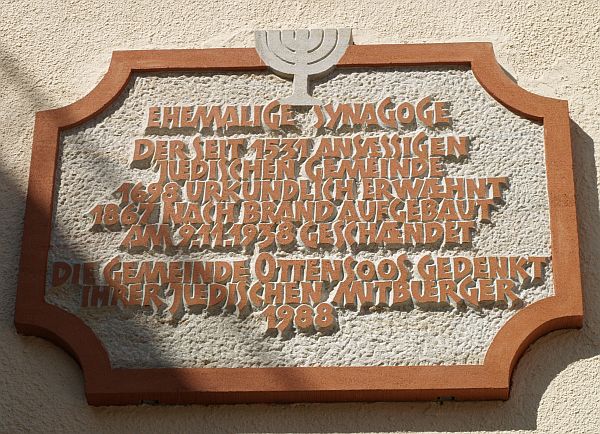 EHEMALIGE SYNAGOGE
DER SEIT 1531 ANSÆSSIGEN
JUEDISCHEN GEMEINDE
1698 URKUNDLICH ERWÆHNT
1867 NACH BRAND AUFGEBAUT
AM 9.11.1938 GESCHÆNDET
DIE GEMEINDE OTTENSOOS GEDENKT
IHRER JUEDISCHEN MITBUERGER
1988